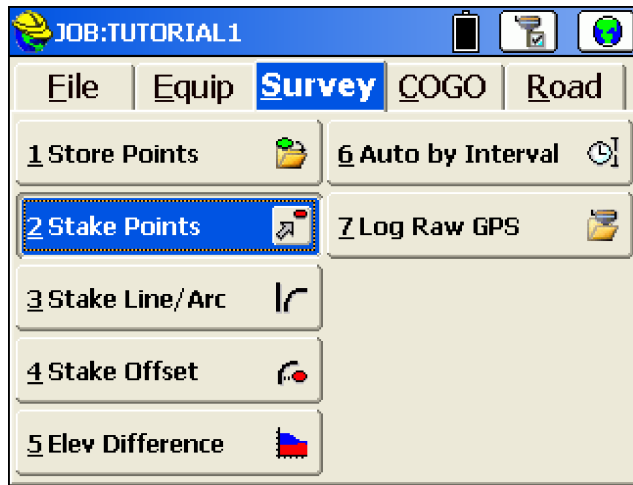 JOB:TUTORIAL1
File Equip Survey COGO Road
1 Store Points
2 Stake Points
3 Stake Line/Arc
4 Stake Offset
5 Elev Difference
6 Auto by Interval
7 Log Raw GPS